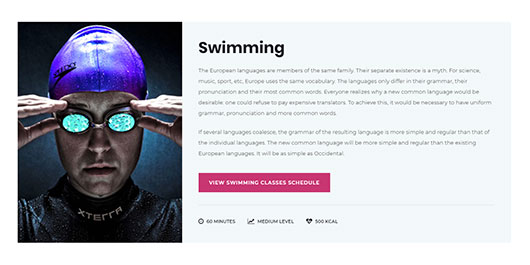 speedo
XTERRA
Swimming
The European languages are members of the same family. Their separate existence is a myth. For science,
music, sport, etc, Europe uses the same vocabulary. The languages only differ in their grammar, their
pronunciation and their most common words. Everyone realizes why a new common language would be
desirable: one could refuse to pay expensive translators. To achieve this, it would be necessary to have uniform
grammar, pronunciation and more common words.
If several languages coalesce, the grammar of the resulting language is more simple and regular than that of
the individual languages. The new common language will be more simple and regular than the existing
European languages. It will be as simple as Occidental.
VIEW SWIMMING CLASSES SCHEDULE
60 MINUTES MEDIUM LEVEL 500 KCAL